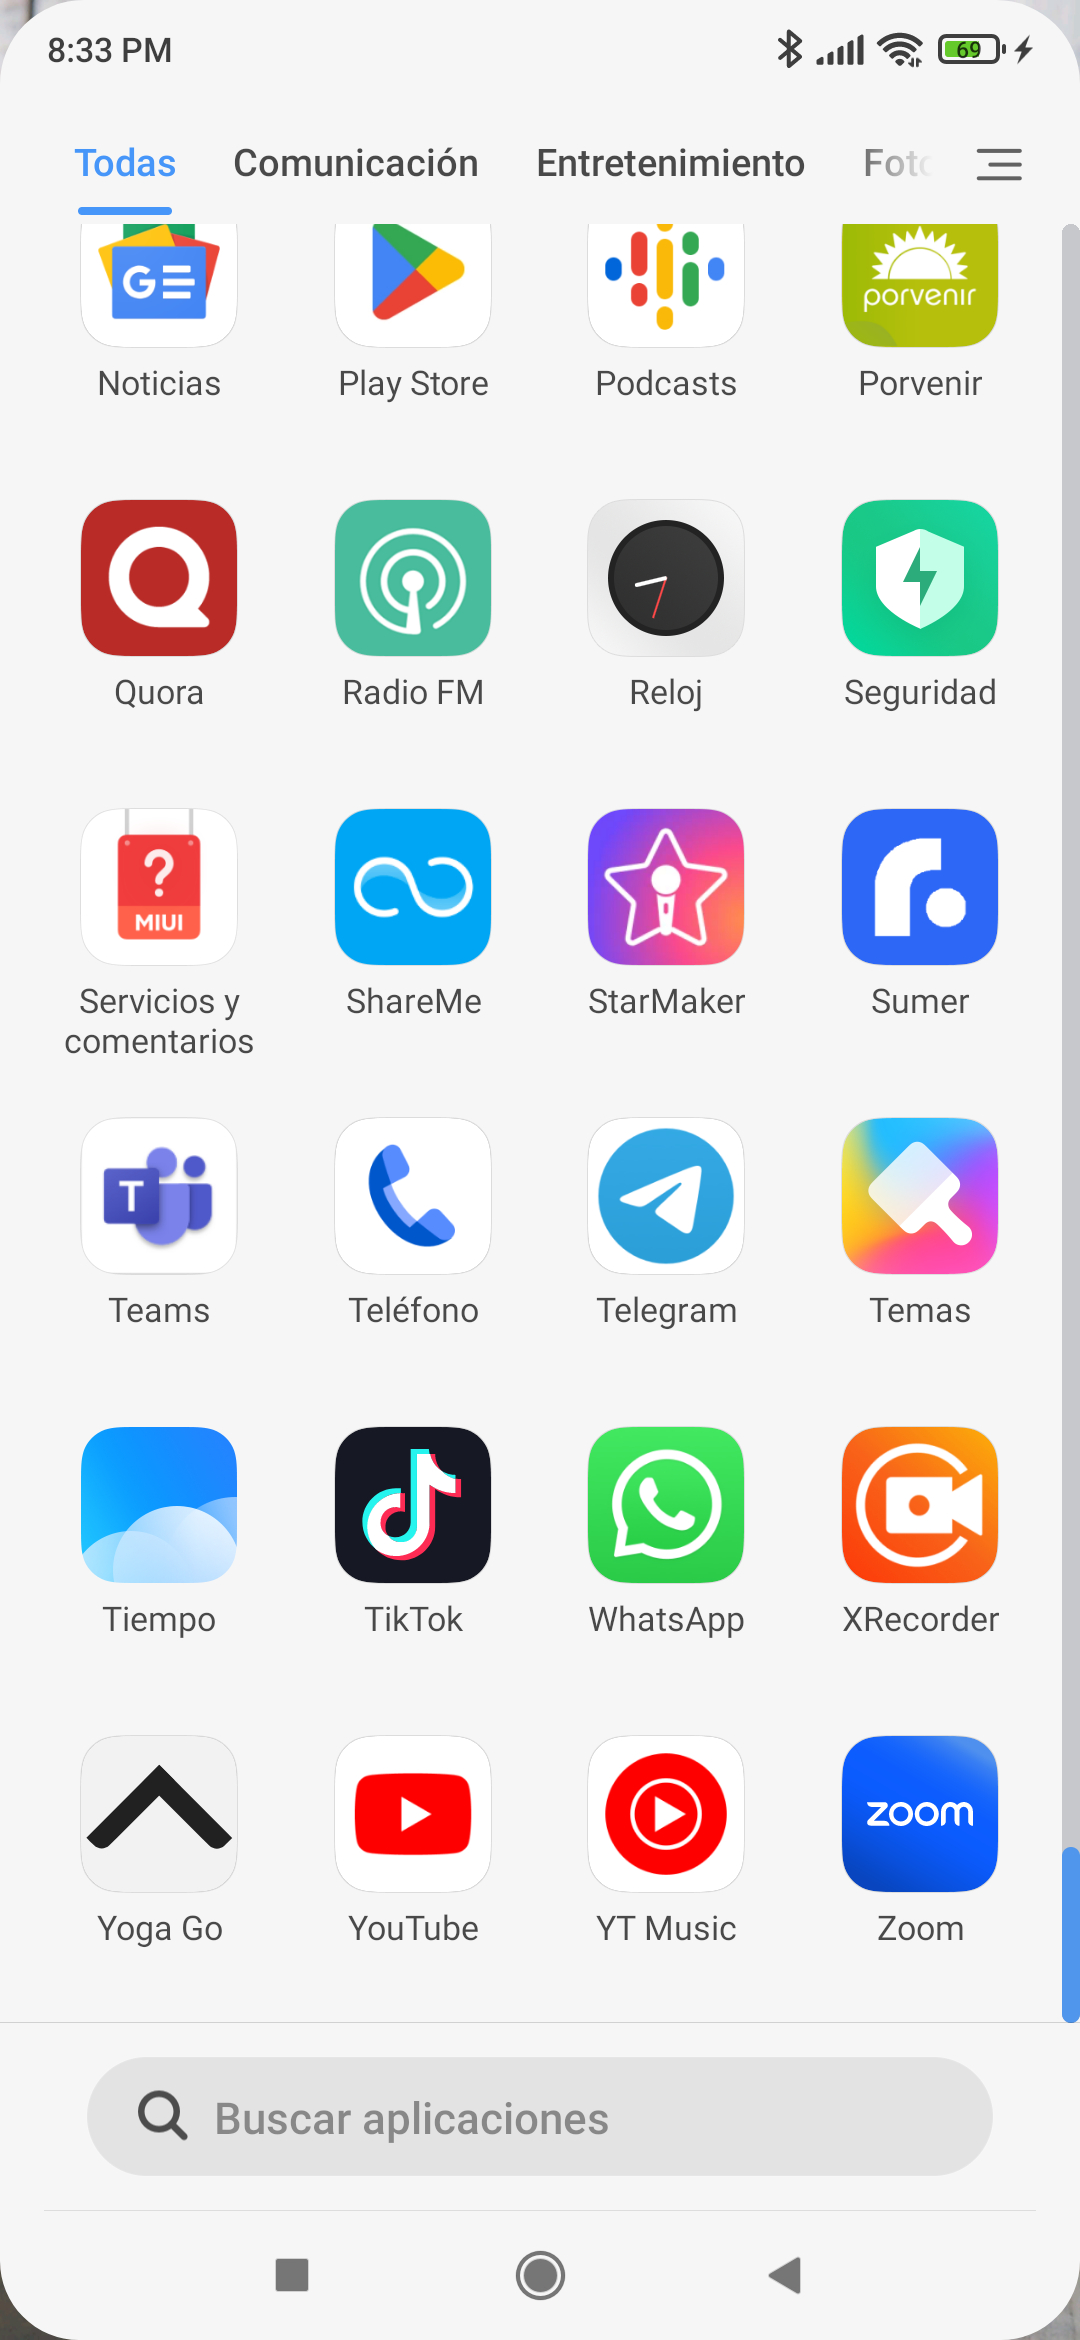 8:33 PM
69
Todas Comunicación Entretenimiento Foto
GE
porvenir
Noticias Play Store Podcasts Porvenir
Quora Radio FM Reloj Seguridad
?
MIUI
Servicios y comentarios ShareMe StarMaker Sumer
T
Teams Teléfono Telegram Temas
Tiempo TikTok WhatsApp XRecorder
zoom
Yoga Go YouTube YT Music Zoom
Buscar aplicaciones